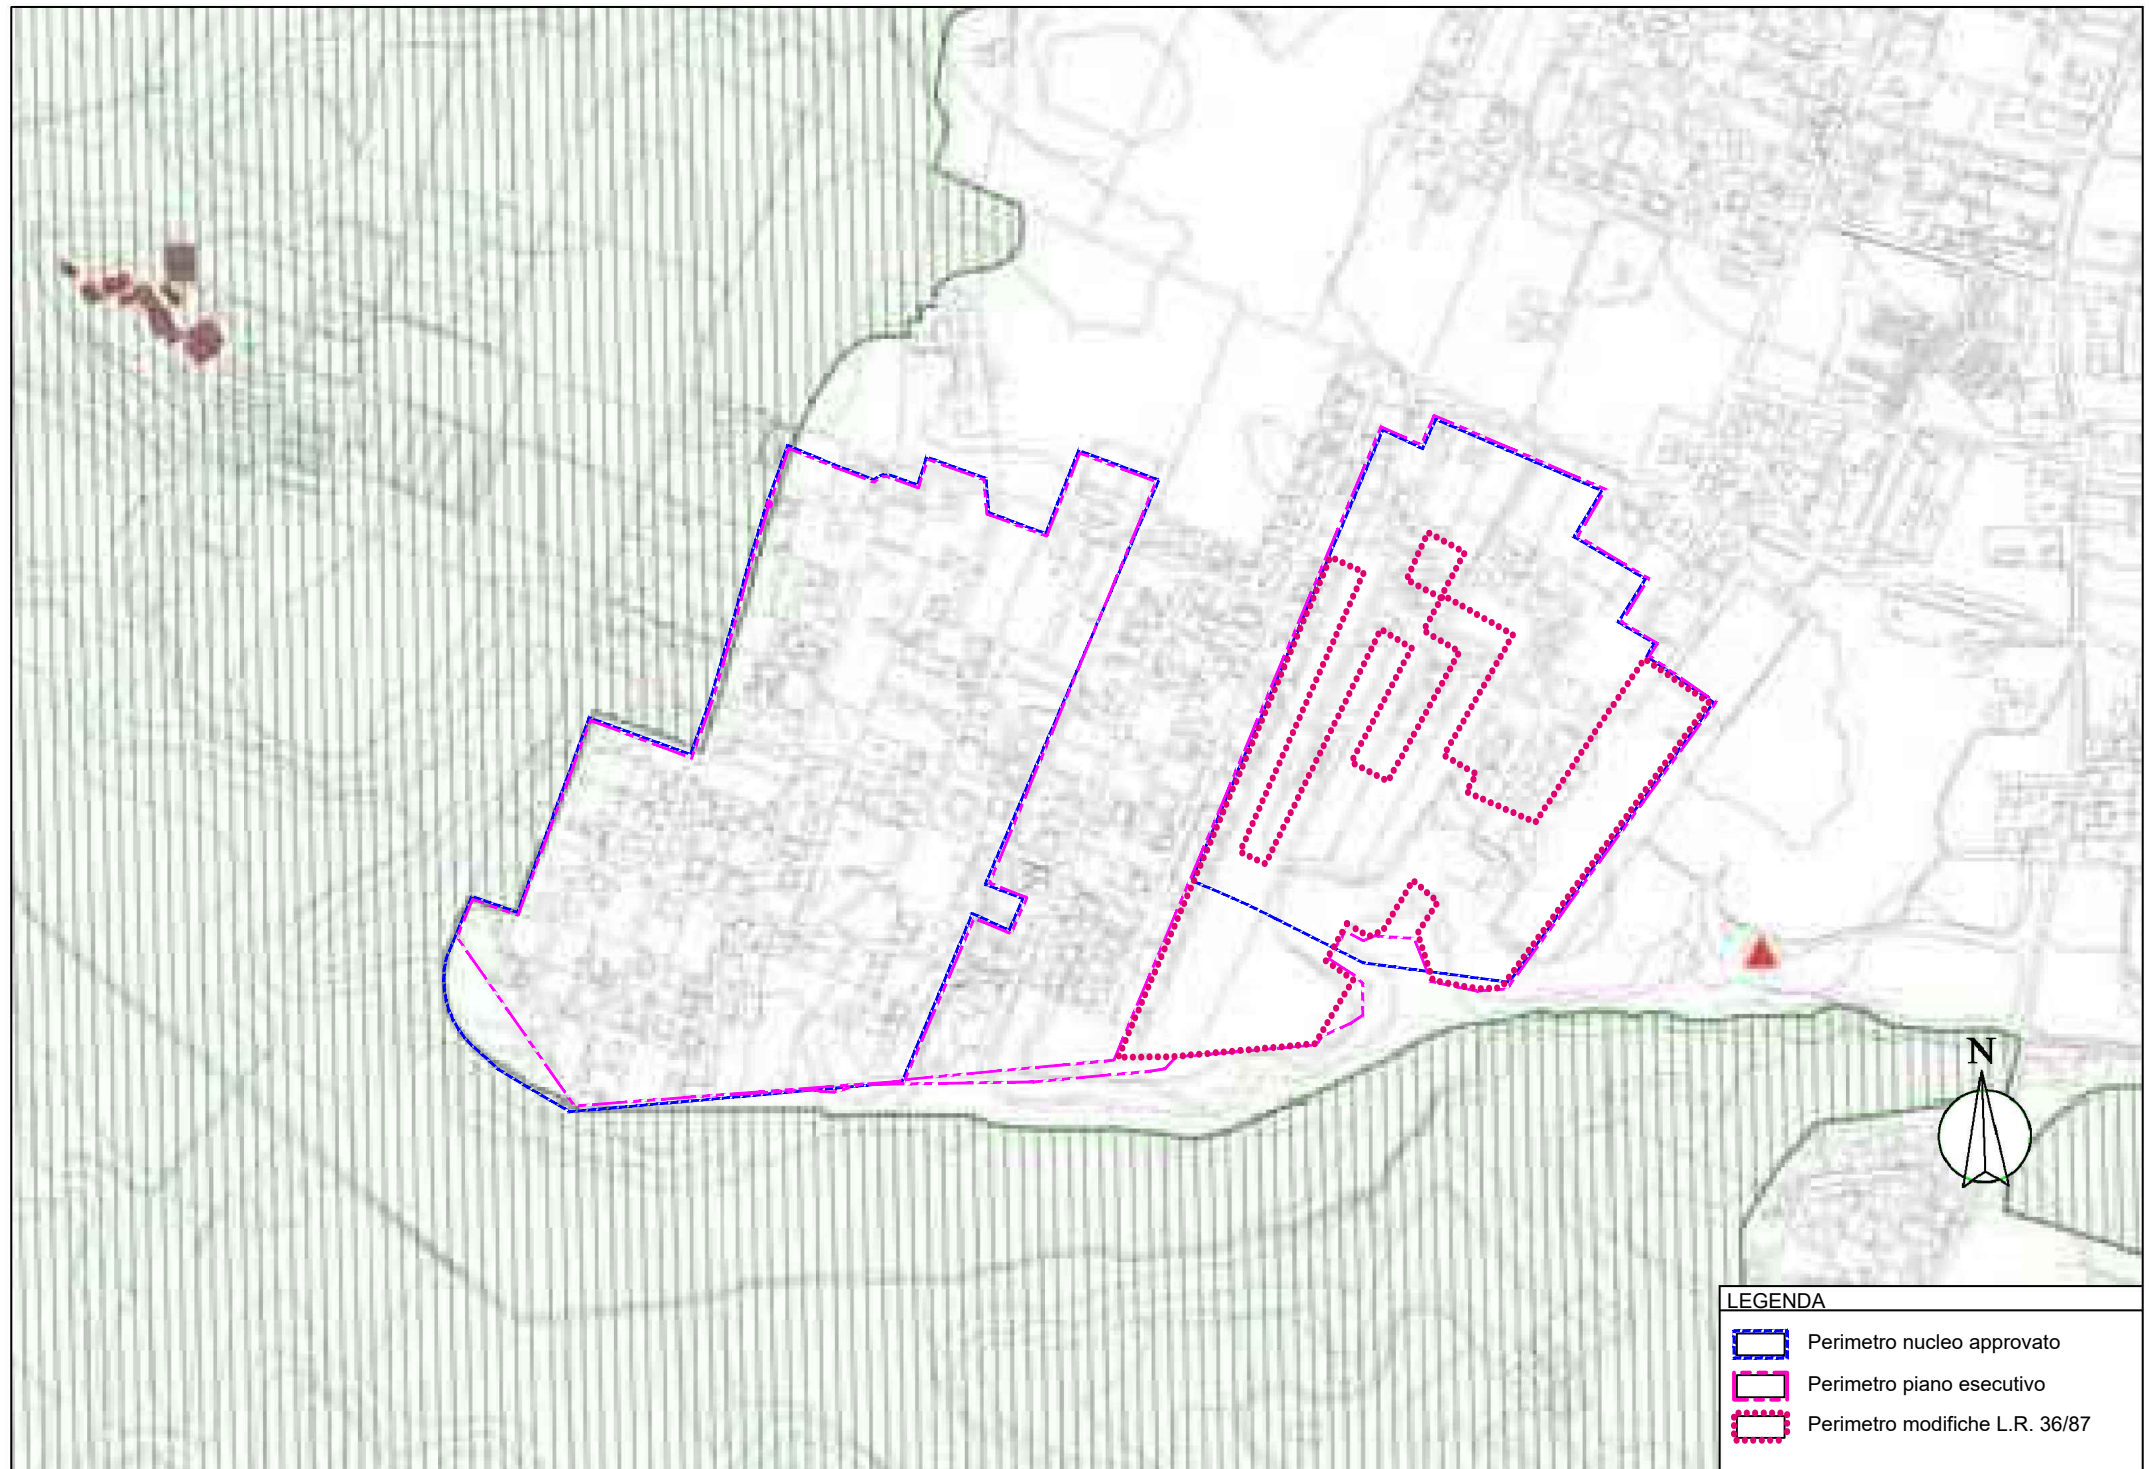 N
LEGENDA
Perimetro nucleo approvato
Perimetro piano esecutivo
Perimetro modifiche L.R. 36/87